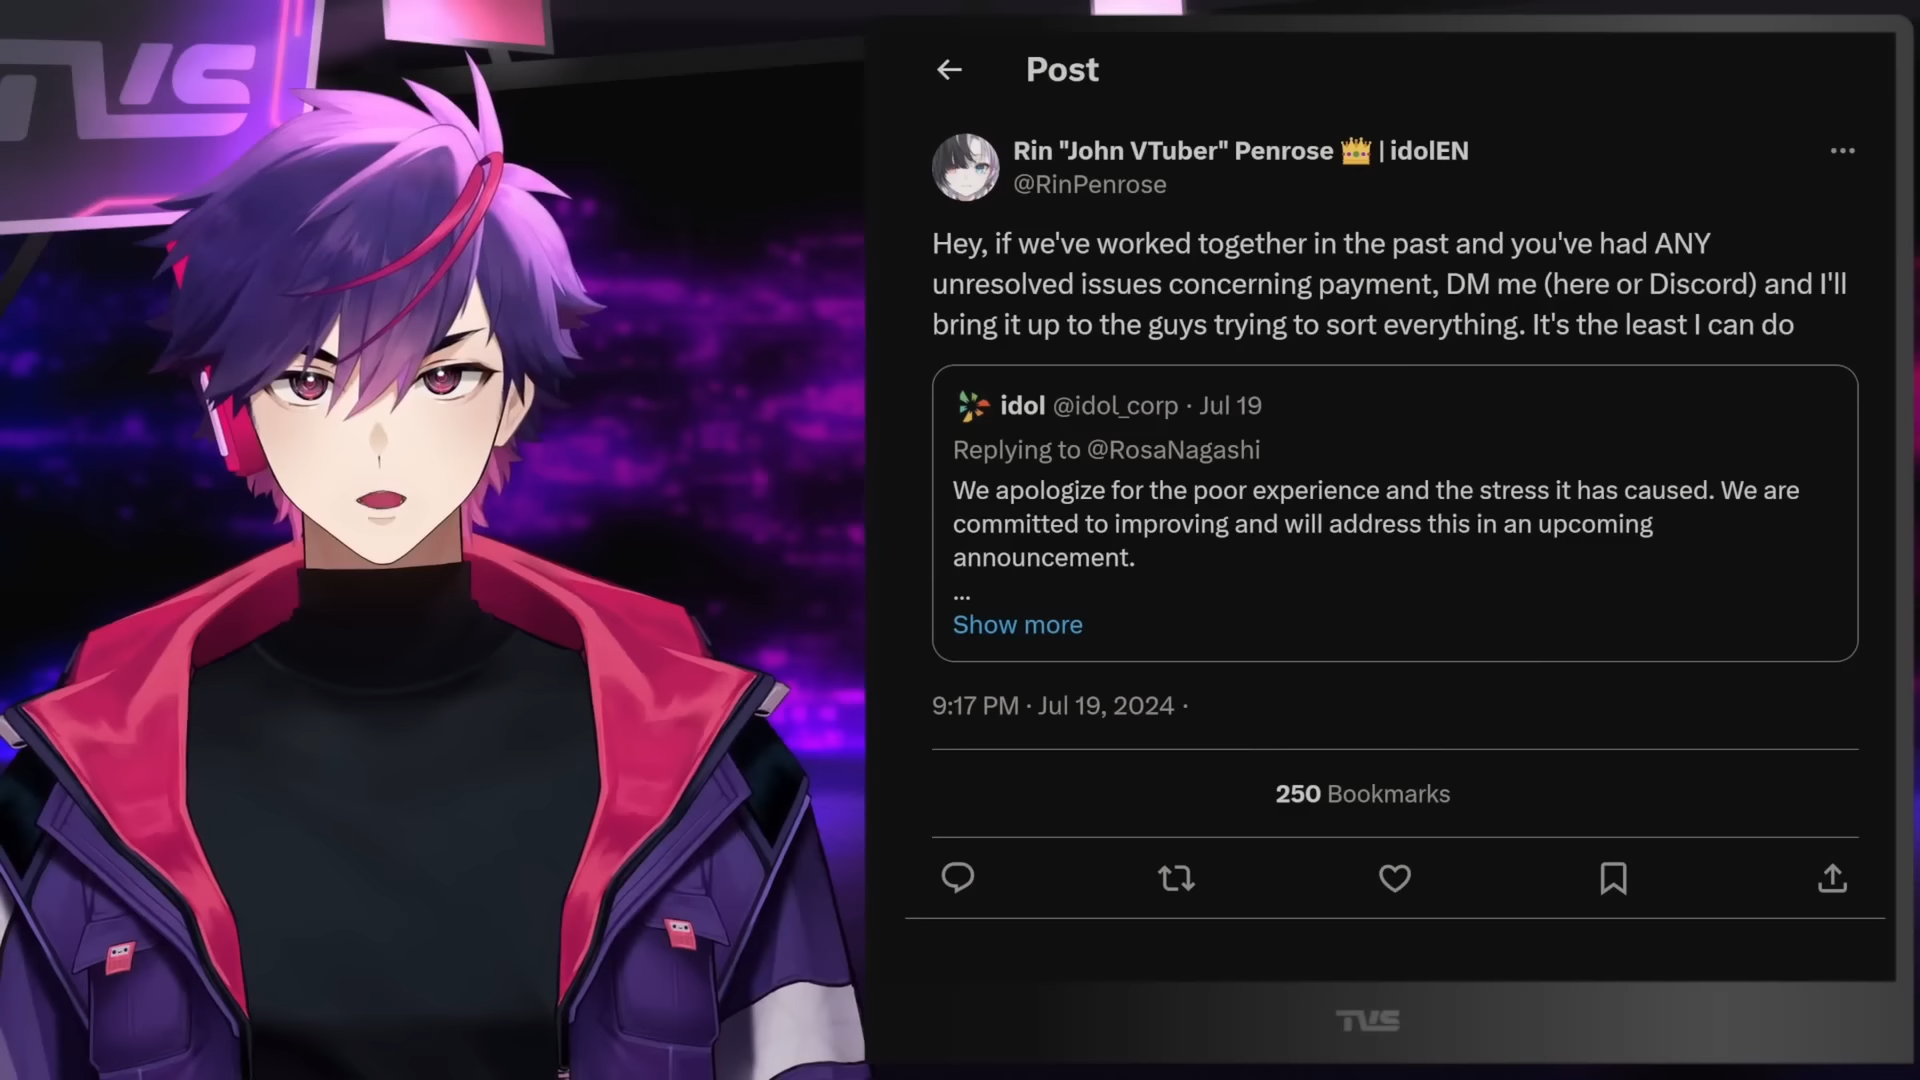 TVS
Post
Rin "John VTuber" Penrose 👑 | idolEN
@RinPenrose
Hey, if we've worked together in the past and you've had ANY
unresolved issues concerning payment, DM me (here or Discord) and I'll
bring it up to the guys trying to sort everything. It's the least I can do
idol @idol_corp · Jul 19
Replying to @RosaNagashi
We apologize for the poor experience and the stress it has caused. We are
committed to improving and will address this in an upcoming
announcement.
...
Show more
9:17 PM · Jul 19, 2024 ·
250 Bookmarks
TVS